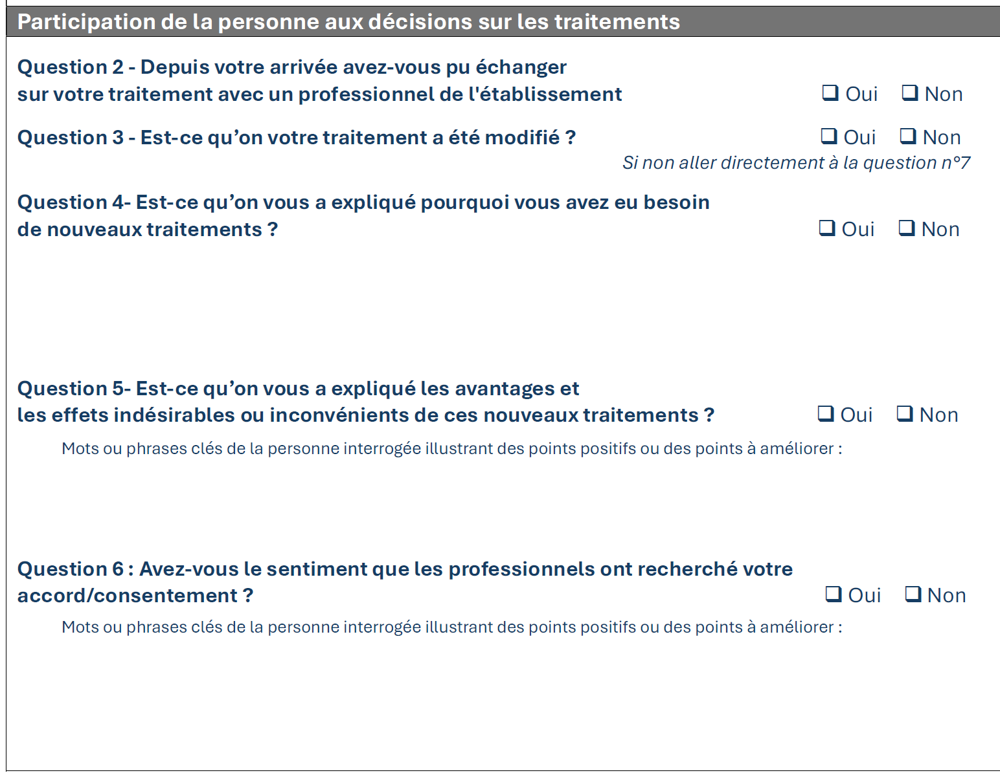 Participation de la personne aux décisions sur les traitements
Question 2 - Depuis votre arrivée avez-vous pu échanger
sur votre traitement avec un professionnel de l'établissement ❑ Oui ❑ Non
Question 3 - Est-ce qu’on votre traitement a été modifié ? ❑ Oui ❑ Non
Si non aller directement à la question n°7
Question 4- Est-ce qu’on vous a expliqué pourquoi vous avez eu besoin
de nouveaux traitements ? ❑ Oui ❑ Non
Question 5- Est-ce qu’on vous a expliqué les avantages et
les effets indésirables ou inconvénients de ces nouveaux traitements ? ❑ Oui ❑ Non
Mots ou phrases clés de la personne interrogée illustrant des points positifs ou des points à améliorer :
Question 6 : Avez-vous le sentiment que les professionnels ont recherché votre
accord/consentement ? ❑ Oui ❑ Non
Mots ou phrases clés de la personne interrogée illustrant des points positifs ou des points à améliorer :